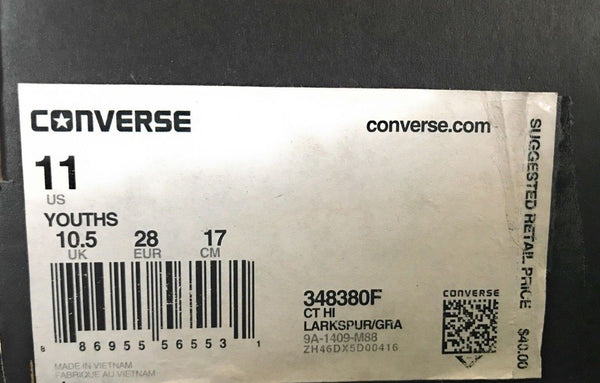 CONVERSE
converse.com
11
US
YOUTHS
10.5 28 17
UK EUR CM
8 86955 56553 1
MADE IN VIETNAM
FABRIQUE AU VIETNAM
348380F
CT HI
LARKSPUR/GRA
9A-1409-M88
ZH46DX5D00416
CONVERSE
SUGGESTED RETAIL PRICE $40.00